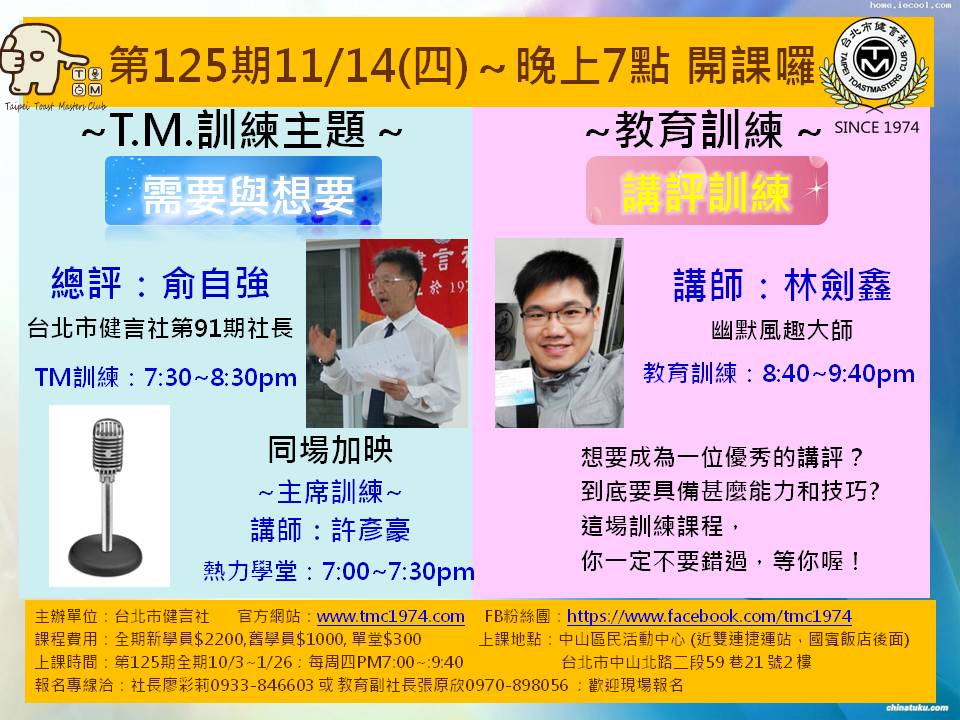 home.iecool.com
第125期11/14(四)～晚上7點 開課囉
T M
Taipei Toast Masters Club
台北市健言社
TM
TAIPEI TOASTMASTERS CLUB
SINCE 1974
~T.M.訓練主題 ~
需要與想要
總評：俞自強
台北市健言社第91期社長
TM訓練：7:30~8:30pm
同場加映
~主席訓練~
講師：許彥豪
熱力學堂：7:00~7:30pm
~教育訓練 ~
講評訓練
講師：林劍鑫
幽默風趣大師
教育訓練：8:40~9:40pm
想要成為一位優秀的講評？
到底要具備甚麼能力和技巧?
這場訓練課程，
你一定不要錯過，等你喔！
主辦單位：台北市健言社 官方網站：www.tmc1974.com FB粉絲團：https://www.facebook.com/tmc1974
課程費用：全期新學員$2200,舊學員$1000, 單堂$300 上課地點：中山區民活動中心 (近雙連捷運站，國賓飯店後面)
上課時間：第125期全期10/3~1/26：每周四PM7:00~:9:40 台北市中山北路二段59 巷21 號2 樓
報名專線洽：社長廖彩莉0933-846603 或 教育副社長張原欣0970-898056 ；歡迎現場報名
chinatuku.com